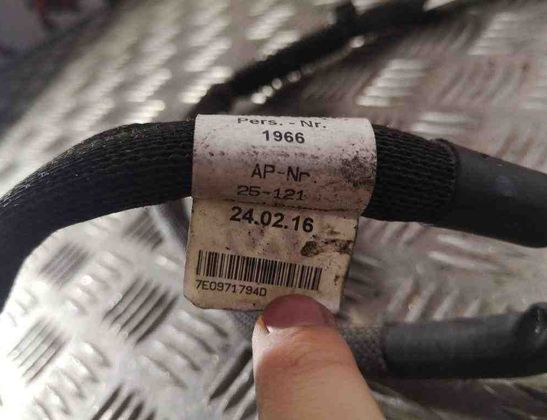 Pers. - Nr.
1966
AP-Nr.
25-121
24.02.16
7E0971794D